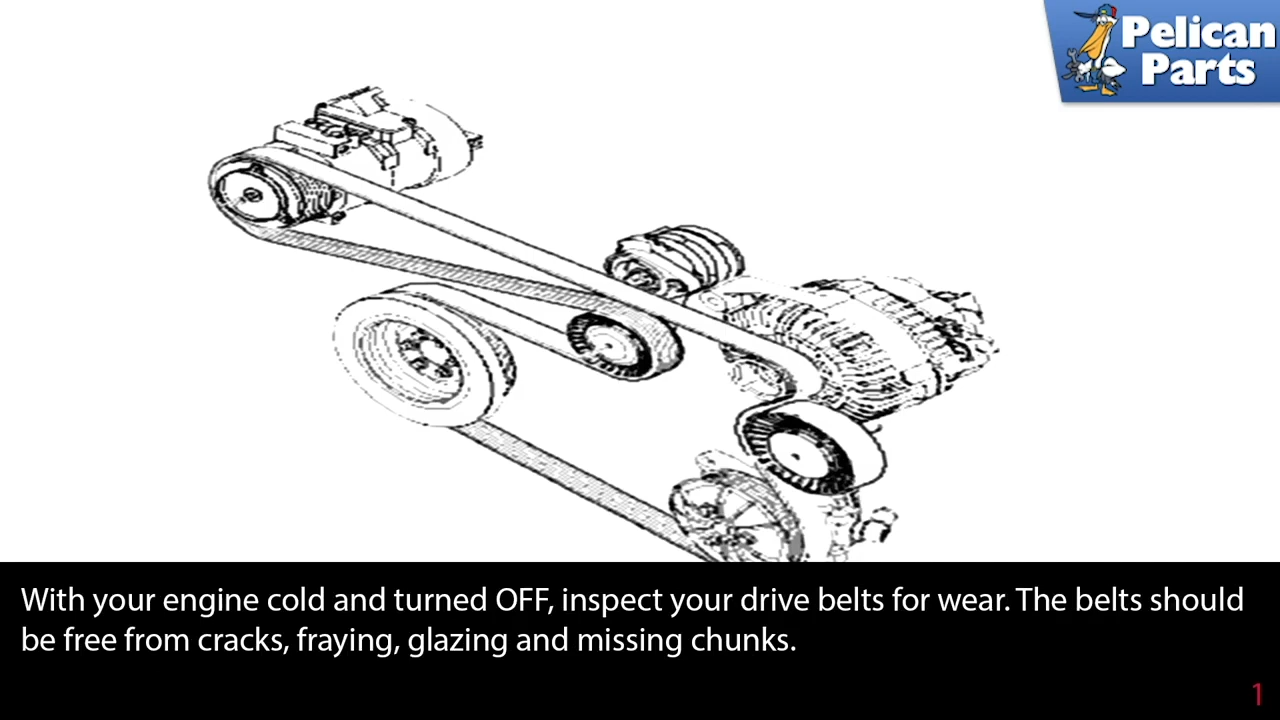 Pelican
Parts
With your engine cold and turned OFF, inspect your drive belts for wear. The belts should
be free from cracks, fraying, glazing and missing chunks.
1